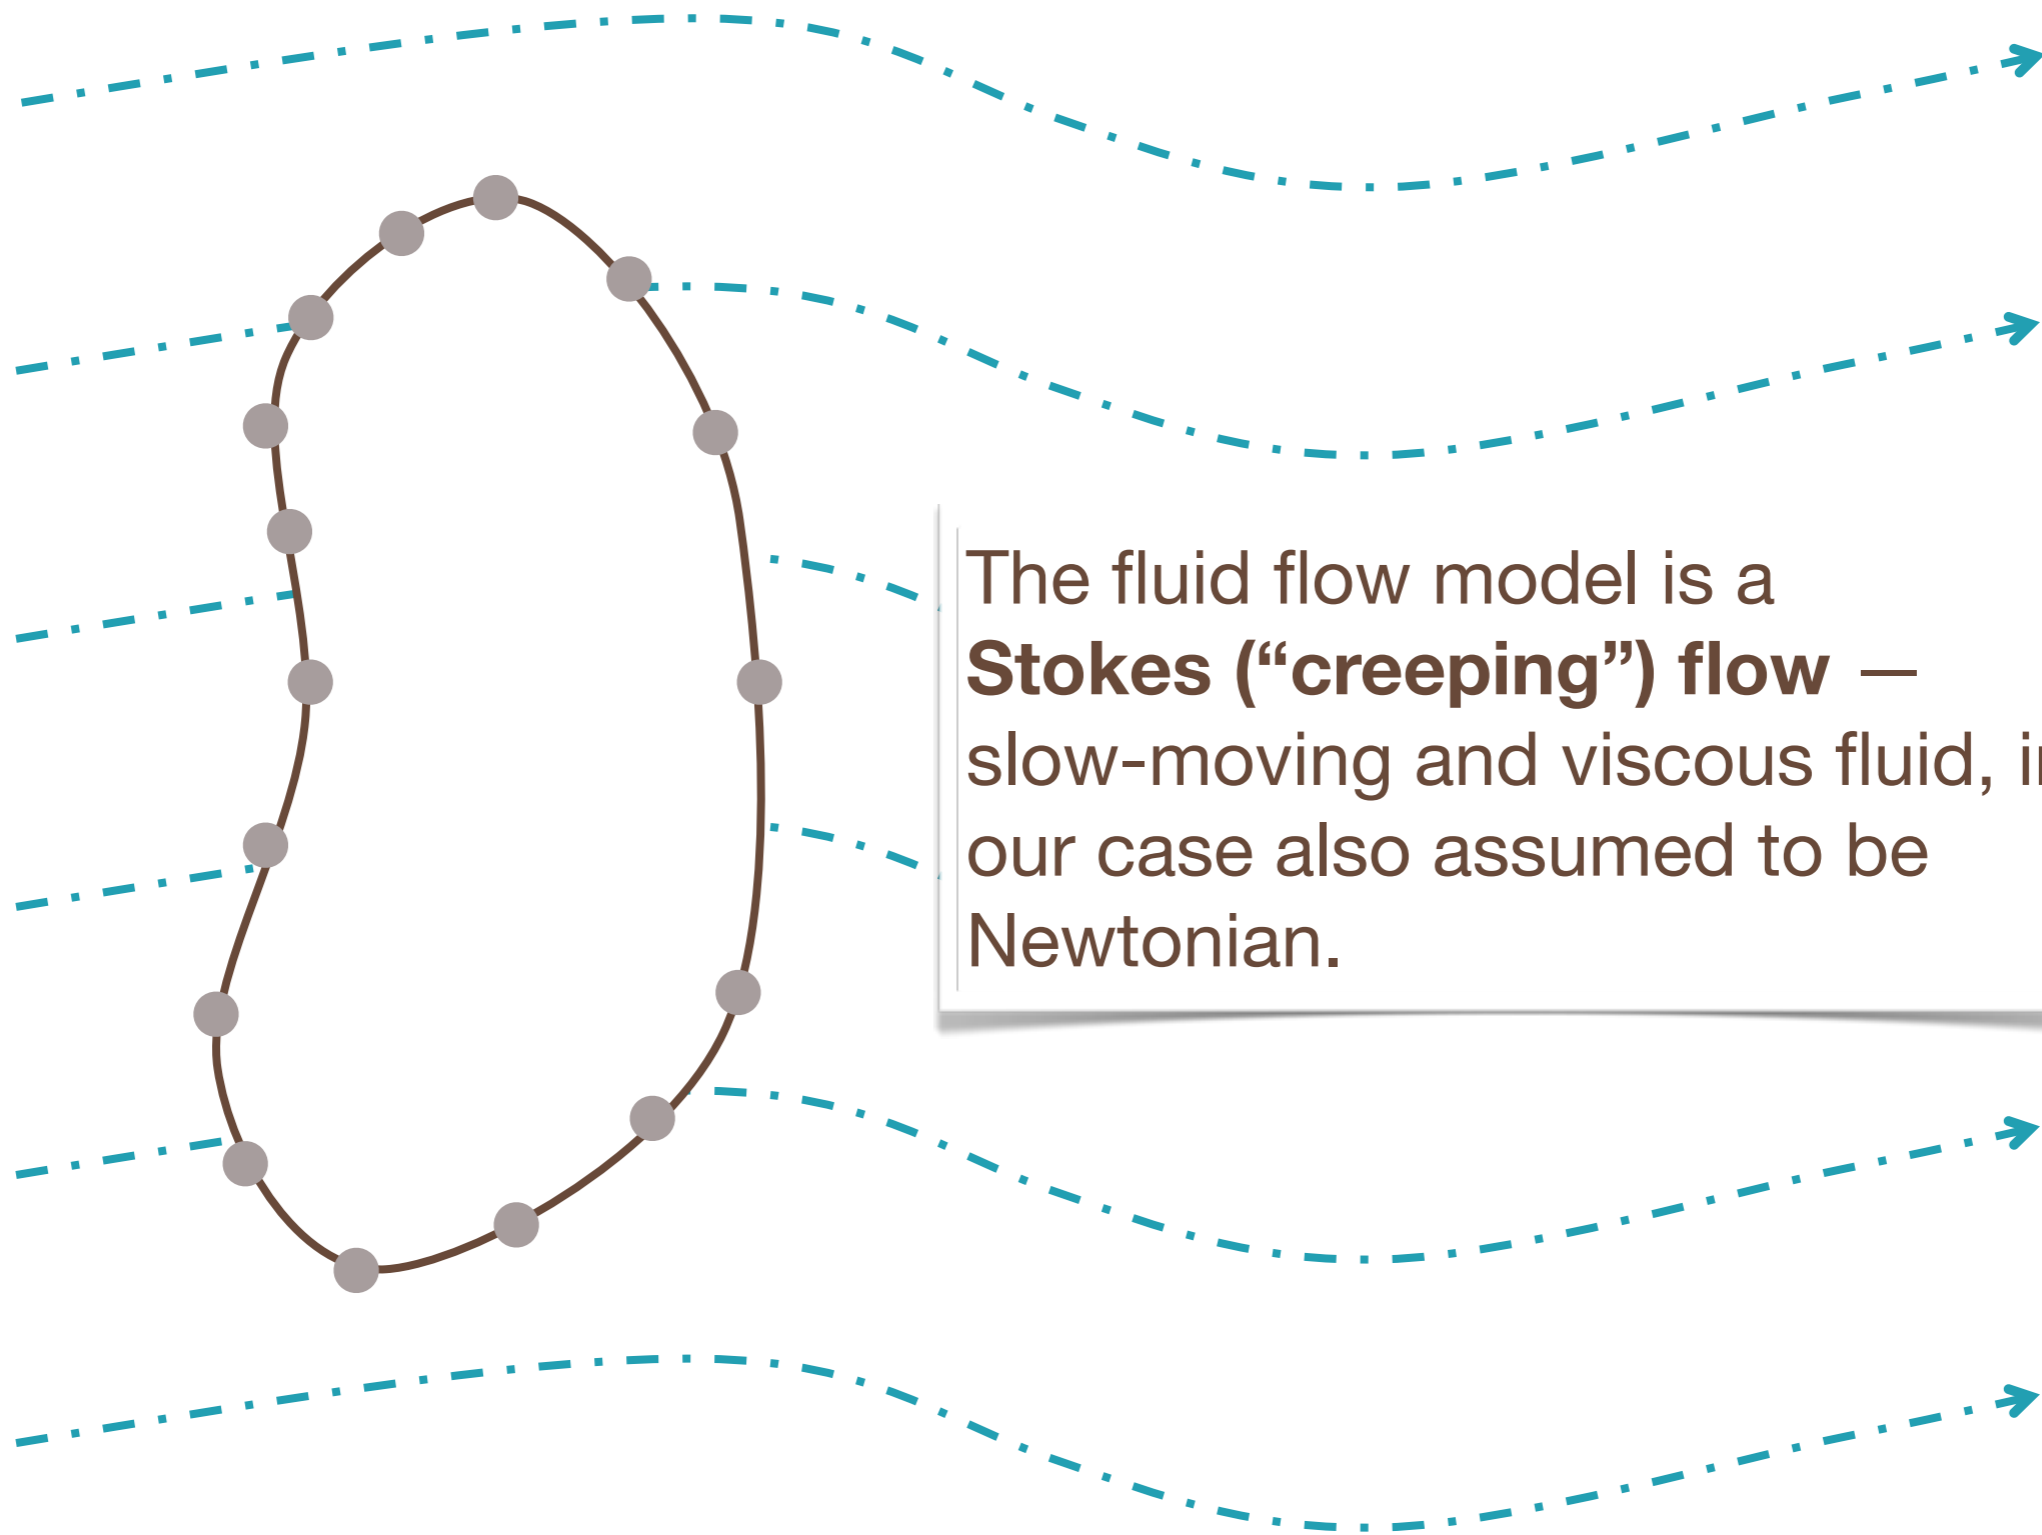 The fluid flow model is a
Stokes (“creeping”) flow —
slow-moving and viscous fluid, in
our case also assumed to be
Newtonian.